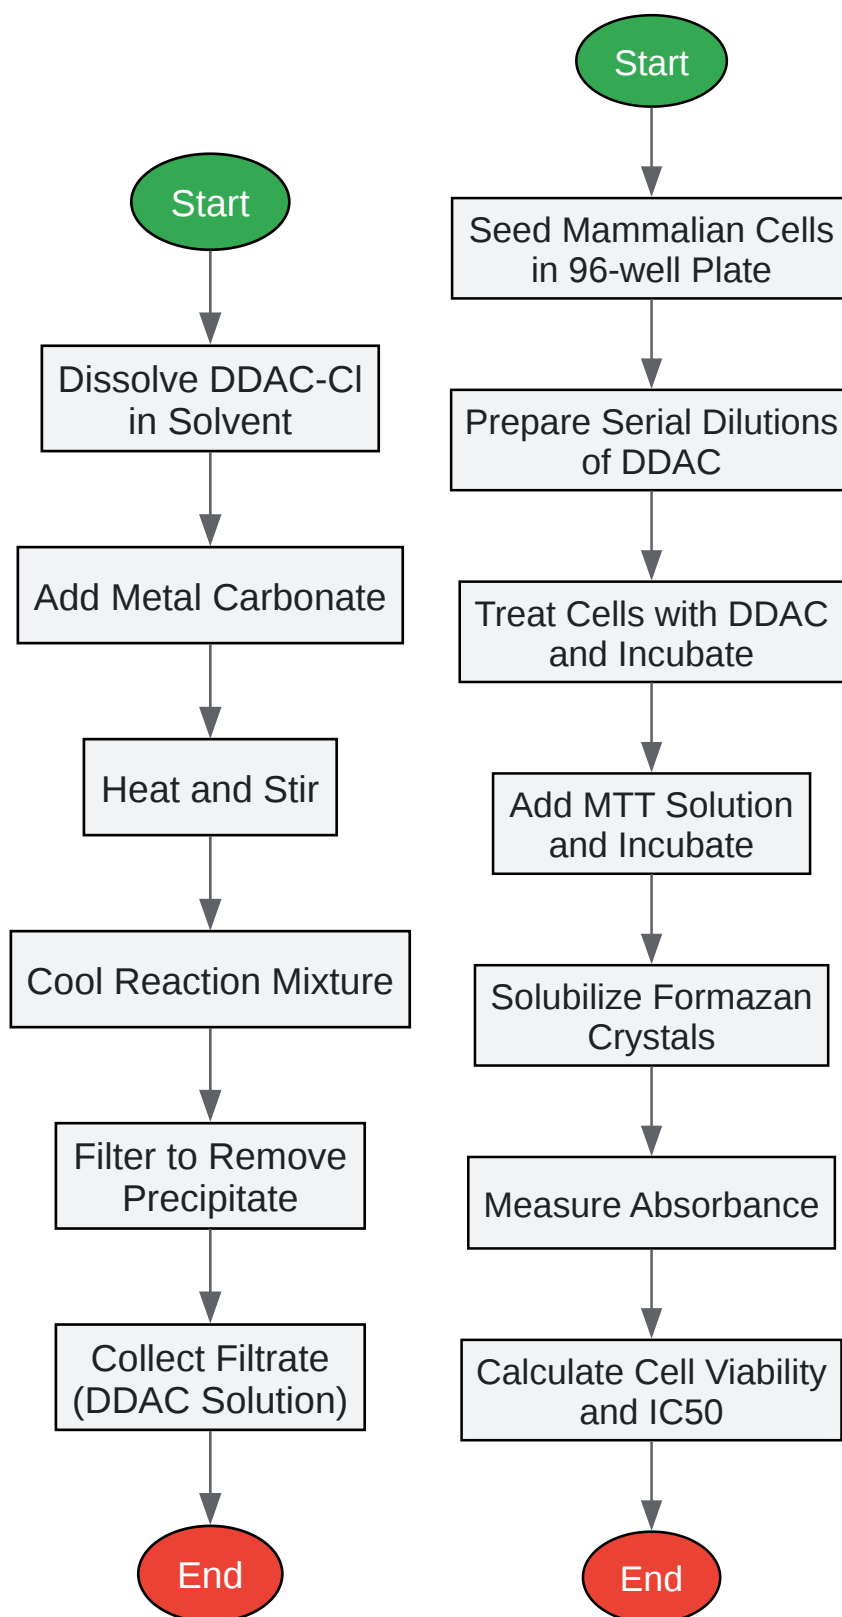 Start
Dissolve DDAC-Cl
in Solvent
Add Metal Carbonate
Heat and Stir
Cool Reaction Mixture
Filter to Remove
Precipitate
Collect Filtrate
(DDAC Solution)
End
Start
Seed Mammalian Cells
in 96-well Plate
Prepare Serial Dilutions
of DDAC
Treat Cells with DDAC
and Incubate
Add MTT Solution
and Incubate
Solubilize Formazan
Crystals
Measure Absorbance
Calculate Cell Viability
and IC50
End